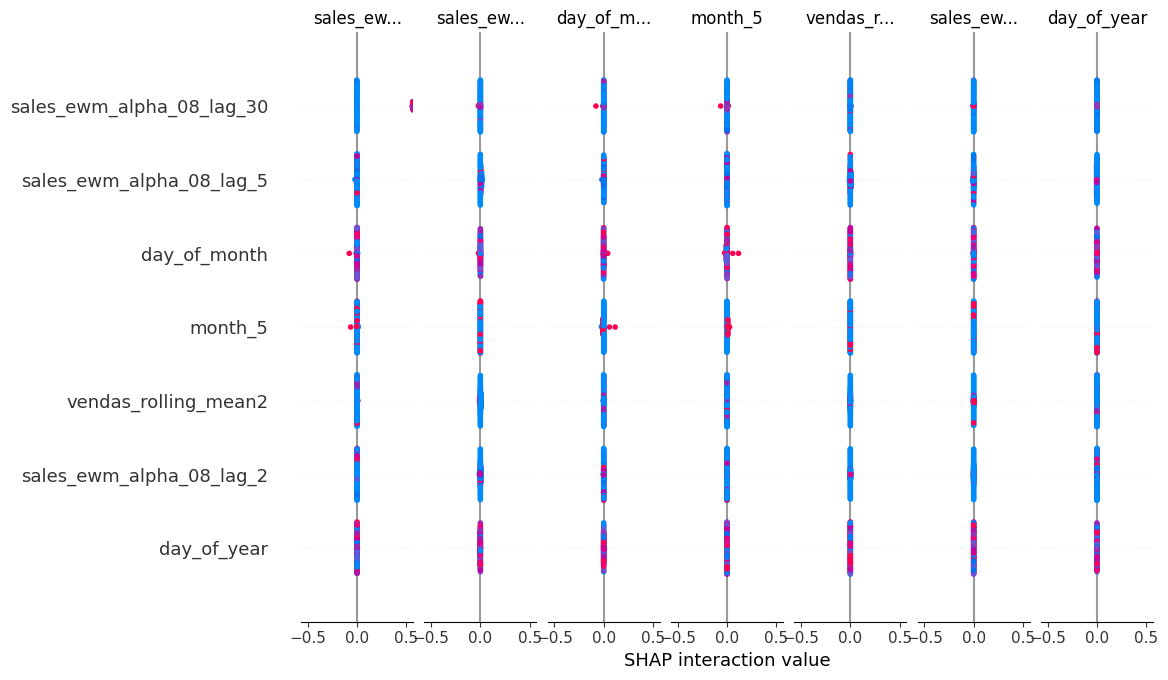 sales_ew... sales_ew... day_of_m... month_5 vendas_r... sales_ew... day_of_year
sales_ewm_alpha_08_lag_30
sales_ewm_alpha_08_lag_5
day_of_month
month_5
vendas_rolling_mean2
sales_ewm_alpha_08_lag_2
day_of_year
−0.5 0.0 0.5 −0.5 0.0 0.5 −0.5 0.0 0.5 −0.5 0.0 0.5 −0.5 0.0 0.5 −0.5 0.0 0.5 −0.5 0.0 0.5
SHAP interaction value